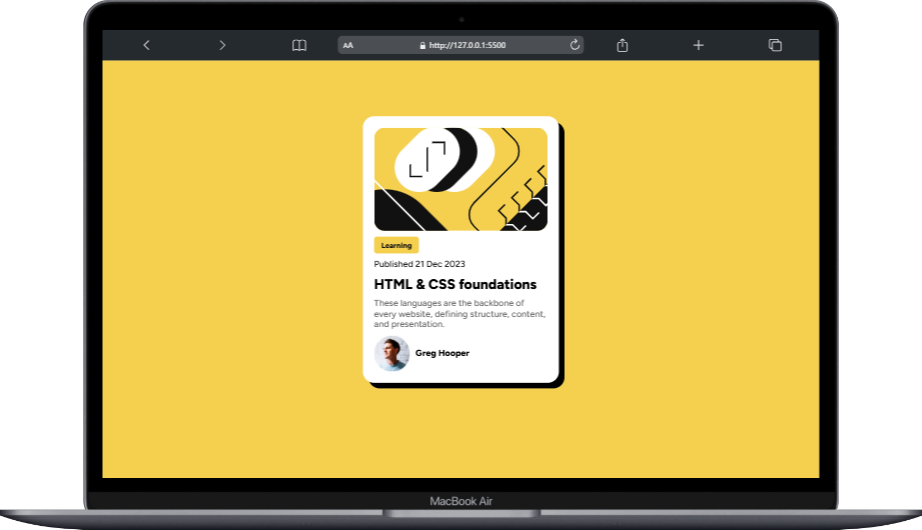 AA
http://127.0.0.1:5500
Learning
Published 21 Dec 2023
HTML & CSS foundations
These languages are the backbone of
every website, defining structure, content,
and presentation.
Greg Hooper
MacBook Air